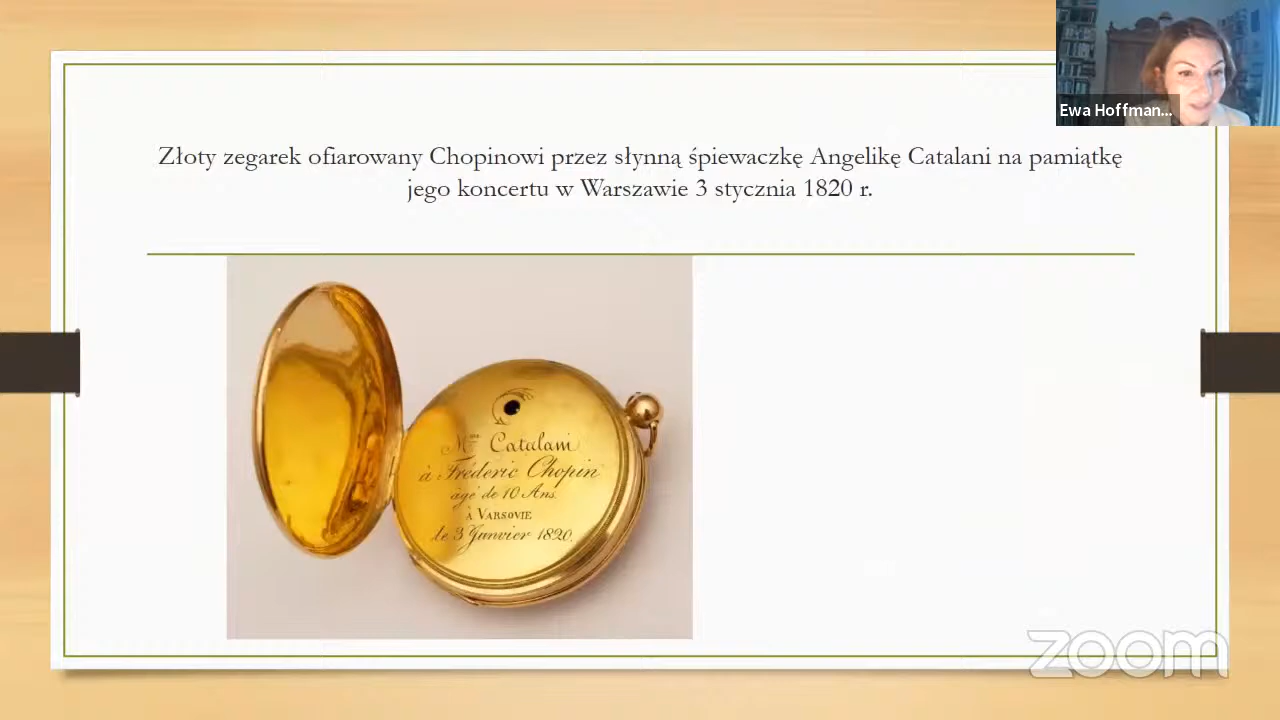 Ewa Hoffman...
Złoty zegarek ofiarowany Chopinowi przez słynną śpiewaczkę Angelikę Catalani na pamiątkę
jego koncertu w Warszawie 3 stycznia 1820 r.
Mme Catalani
à Fréderic Chopin
âgé de 10 Ans.
à VARSOVIE
le 3 Janvier 1820.
zoom